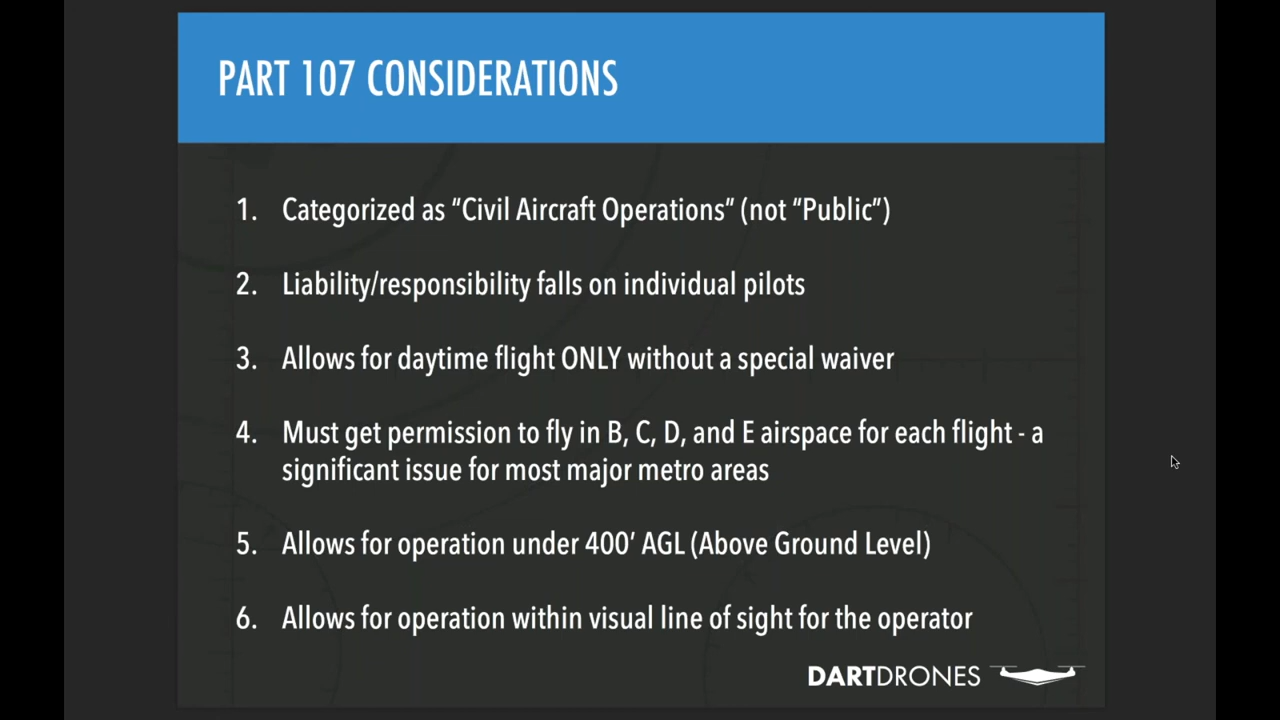 PART 107 CONSIDERATIONS
1. Categorized as “Civil Aircraft Operations” (not “Public”)
2. Liability/responsibility falls on individual pilots
3. Allows for daytime flight ONLY without a special waiver
4. Must get permission to fly in B, C, D, and E airspace for each flight - a
significant issue for most major metro areas
5. Allows for operation under 400’ AGL (Above Ground Level)
6. Allows for operation within visual line of sight for the operator
DARTDRONES